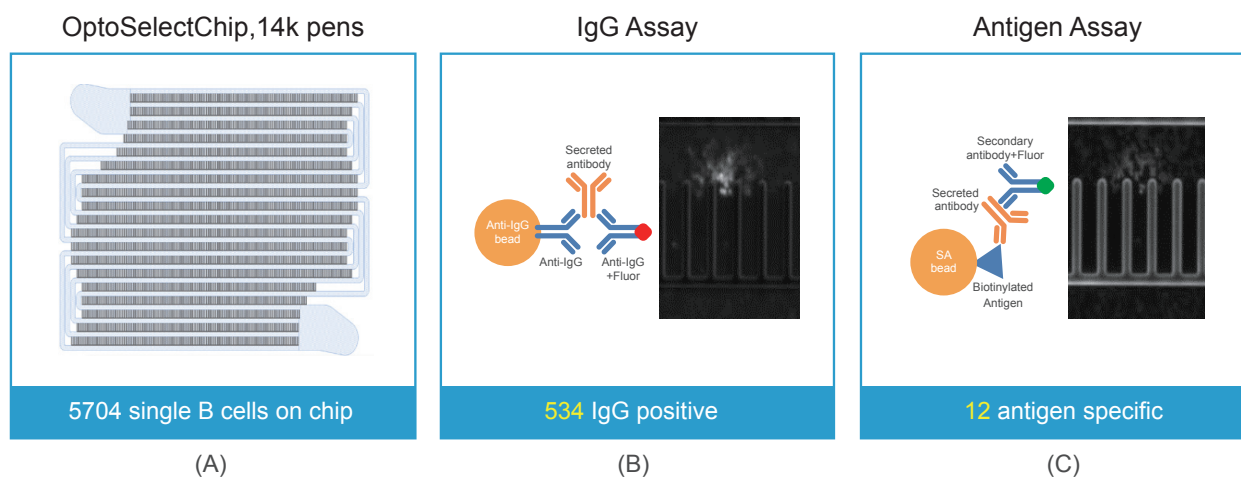 OptoSelectChip,14k pens
IgG Assay
Antigen Assay
Secreted
antibody
Anti-IgG
bead
Anti-IgG
Anti-IgG
+Fluor
Secondary
antibody+Fluor
Secreted
antibody
SA
bead
Biotinylated
Antigen
5704 single B cells on chip
534 IgG positive
12 antigen specific
(A)
(B)
(C)